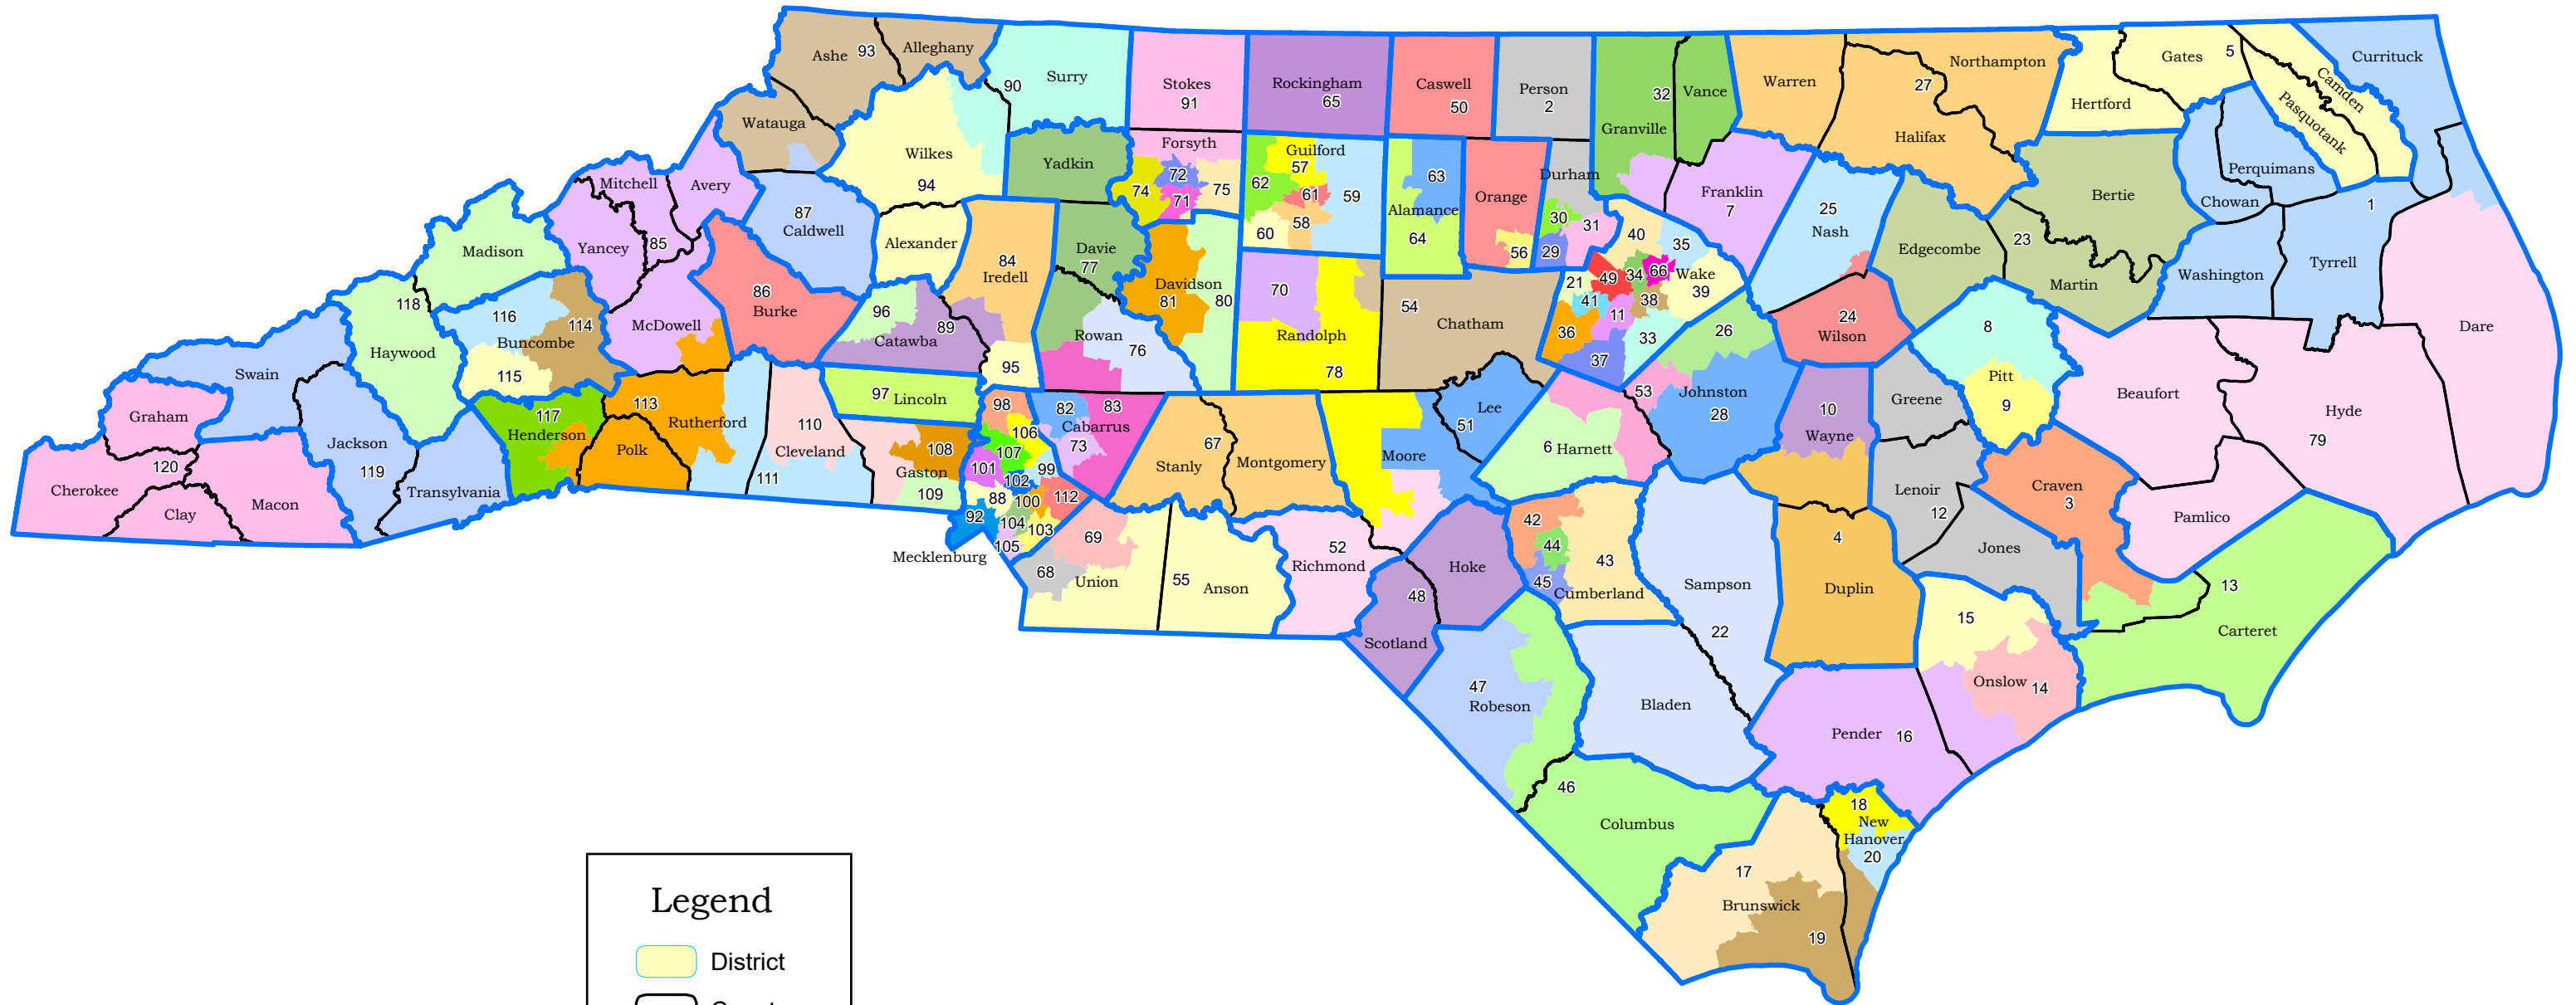 Ashe 93
Alleghany
90 Surry
Stokes
91
Rockingham
65
Caswell
50
Person
2
32 Vance
Granville
Warren
27
Northampton
Halifax
Gates 5
Hertford
Camden
Pasquotank
Currituck
Watauga
Wilkes
94
Yadkin
Forsyth
74
72
71
75
Guilford
57
62
61
59
58
60
63
Alamance
64
Orange
56
Durham
30
31
29
Franklin
7
25
Nash
Edgecombe
Bertie
23
Martin
Perquimans
Chowan
1
Washington
Tyrrell
Dare
Mitchell
Avery
Yancey
85
87
Caldwell
Alexander
84
Iredell
Davie
77
Davidson
81
80
70
Randolph
78
54
Chatham
40
35
21
49
34
66
Wake
39
41
38
11
36
33
37
26
24
Wilson
8
Pitt
9
Madison
118
116
114
Buncombe
115
Haywood
McDowell
86
Burke
96
89
Catawba
95
Rowan
76
Swain
Graham
Jackson
119
120
Cherokee
Clay
Macon
Transylvania
117
Henderson
113
Rutherford
Polk
110
Cleveland
111
97 Lincoln
108
Gaston
109
98
106
107
101
99
102
88
100
112
92
104
103
105
Mecklenburg
82
83
Cabarrus
73
67
Stanly
Montgomery
Moore
Lee
51
53
Johnston
28
6 Harnett
10
Wayne
Greene
Lenoir
12
Jones
Craven
3
Beaufort
Hyde
79
Pamlico
13
Carteret
69
68
Union
55
Anson
52
Richmond
Hoke
48
Scotland
42
44
43
45
Cumberland
Sampson
22
4
Duplin
15
Onslow 14
47
Robeson
Bladen
Pender 16
46
Columbus
18
New
Hanover
20
17
Brunswick
19
Legend
District